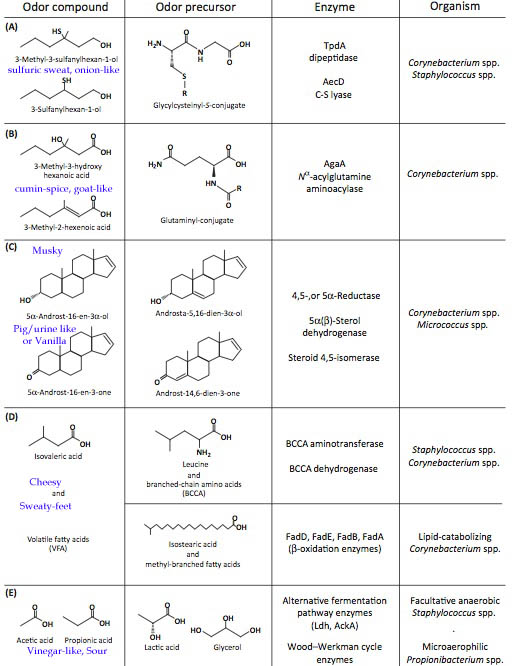 Odor compound Odor precursor Enzyme Organism
(A)
HS
OH
3-Methyl-3-sulfanylhexan-1-ol
sulfuric sweat, onion-like
SH
OH
3-Sulfanylhexan-1-ol
H₂N
O
N
H
OH
O
S
R
Glycylcysteinyl-S-conjugate
TpdA
dipeptidase
AecD
C-S lyase
Corynebacterium spp.
Staphylococcus spp.
(B)
HO
O
OH
3-Methyl-3-hydroxy
hexanoic acid
cumin-spice, goat-like
O
OH
3-Methyl-2-hexenoic acid
O
H₂N
O
OH
HN
R
O
Glutaminyl-conjugate
AgaA
Nα-acylglutamine
aminoacylase
Corynebacterium spp.
(C)
Musky
HO
5α-Androst-16-en-3α-ol
Pig/urine like
or Vanilla
O
5α-Androst-16-en-3-one
HO
Androsta-5,16-dien-3α-ol
O
Androst-14,6-dien-3-one
4,5-,or 5α-Reductase
5α(β)-Sterol
dehydrogenase
Steroid 4,5-isomerase
Corynebacterium spp.
Micrococcus spp.
(D)
O
OH
Isovaleric acid
Cheesy
and
Sweaty-feet
Volatile fatty acids
(VFA)
O
OH
NH₂
Leucine
and
branched-chain amino acids
(BCCA)
BCCA aminotransferase
BCCA dehydrogenase
Staphylococcus spp.
Corynebacterium spp.
O
OH
Isostearic acid
and
methyl-branched fatty acids
FadD, FadE, FadB, FadA
(β-oxidation enzymes)
Lipid-catabolizing
Corynebacterium spp.
(E)
O
OH
O
OH
Acetic acid Propionic acid
Vinegar-like, Sour
O
OH
OH
Lactic acid
OH
HO
OH
Glycerol
Alternative fermentation
pathway enzymes
(Ldh, AckA)
Wood–Werkman cycle
enzymes
Facultative anaerobic
Staphylococcus spp.
.
Microaerophilic
Propionibacterium spp.